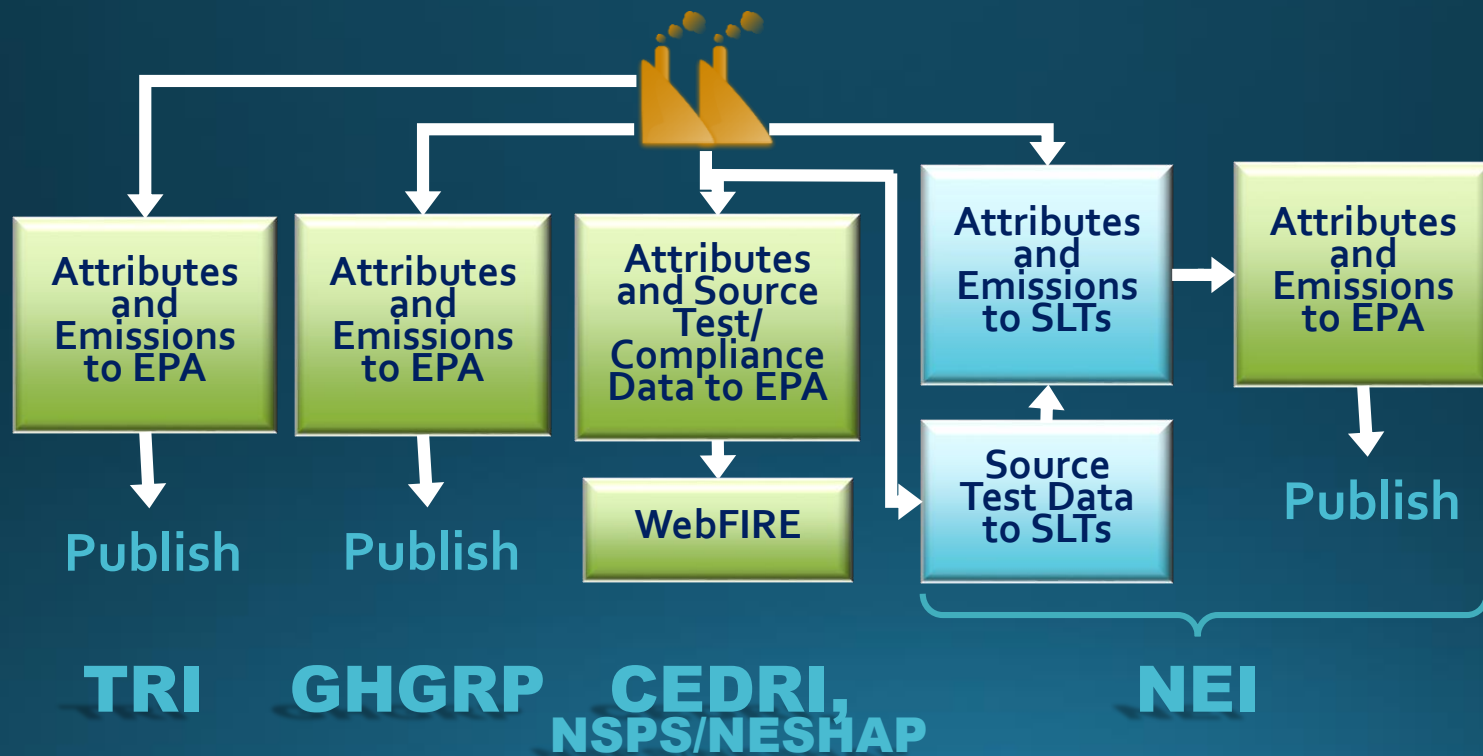 Attributes
and
Emissions
to EPA
Publish
TRI
Attributes
and
Emissions
to EPA
Publish
GHGRP
Attributes
and Source
Test/
Compliance
Data to EPA
WebFIRE
CEDRI,
NSPS/NESHAP
Attributes
and
Emissions
to SLTs
Source
Test Data
to SLTs
Attributes
and
Emissions
to EPA
Publish
NEI